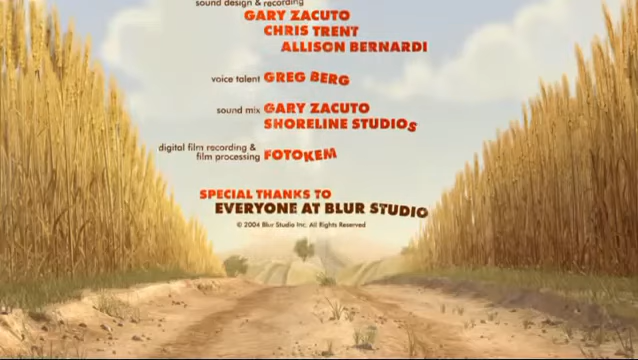 sound design & recording
GARY ZACUTO
CHRIS TRENT
ALLISON BERNARDI
voice talent GREG BERG
sound mix GARY ZACUTO
SHORELINE STUDIOS
digital film recording &
film processing FOTOKEM
SPECIAL THANKS TO
EVERYONE AT BLUR STUDIO
© 2004 Blur Studio Inc. All Rights Reserved